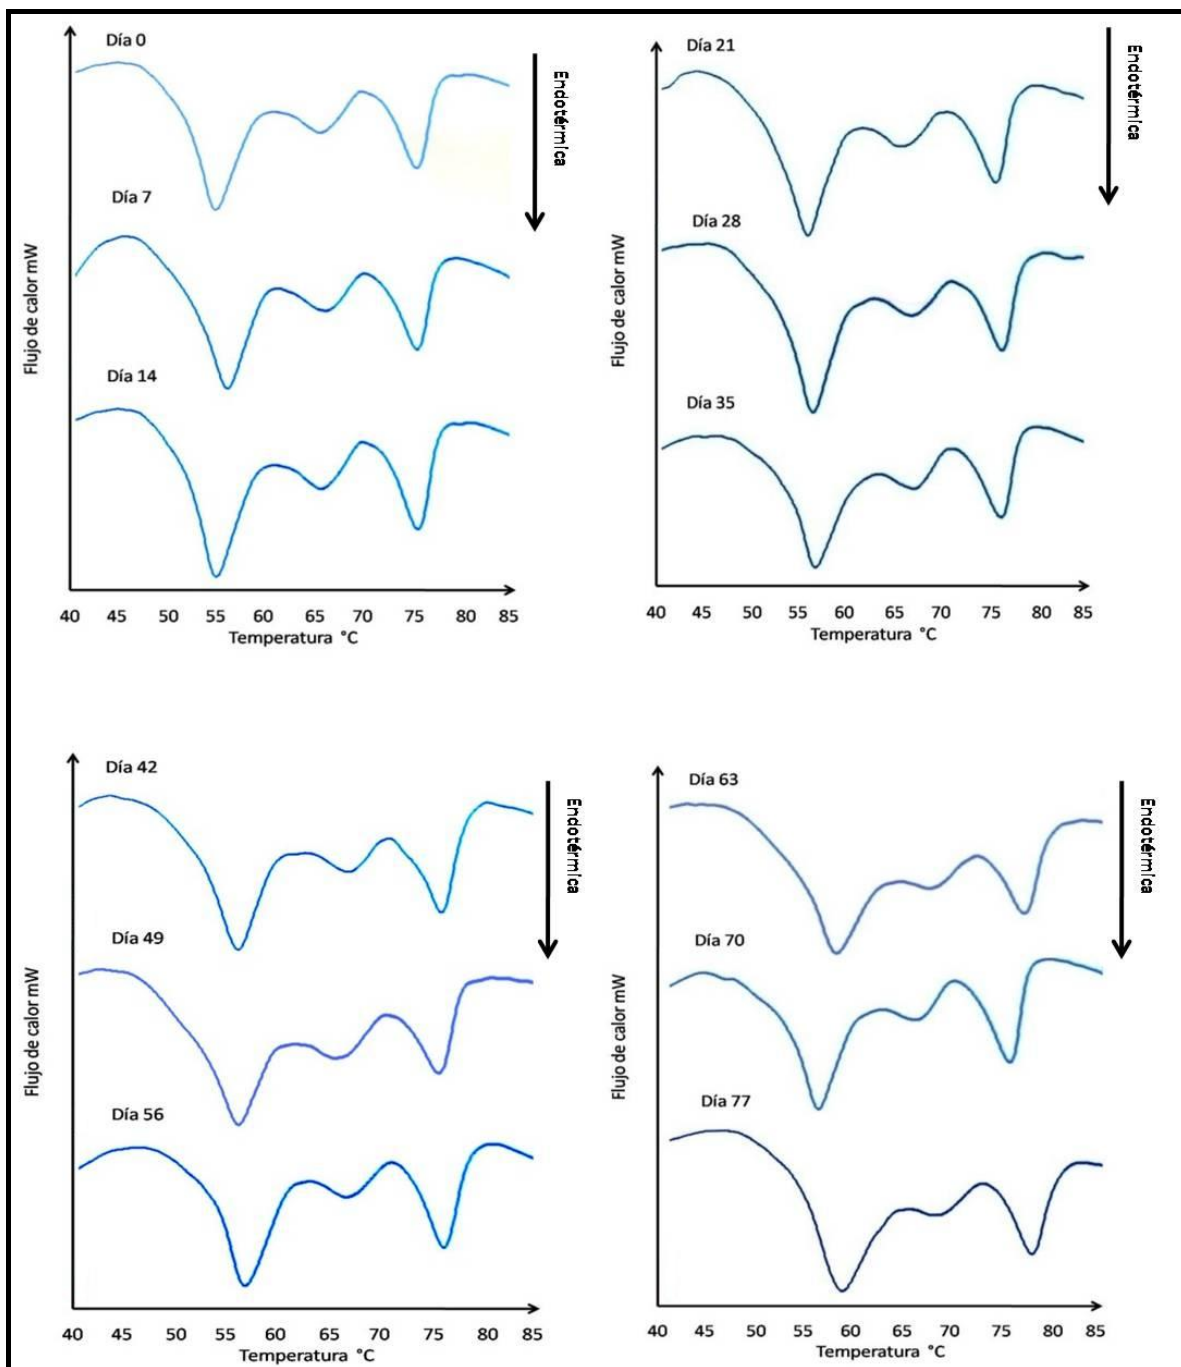 Día 0
Endotérmica
Día 7
Flujo de calor mW
Día 14
40 45 50 55 60 65 70 75 80 85
Temperatura °C
Día 21
Endotérmica
Día 28
Flujo de calor mW
Día 35
40 45 50 55 60 65 70 75 80 85
Temperatura °C
Día 42
Endotérmica
Día 49
Flujo de calor mW
Día 56
40 45 50 55 60 65 70 75 80 85
Temperatura °C
Día 63
Endotérmica
Día 70
Flujo de calor mW
Día 77
40 45 50 55 60 65 70 75 80 85
Temperatura °C